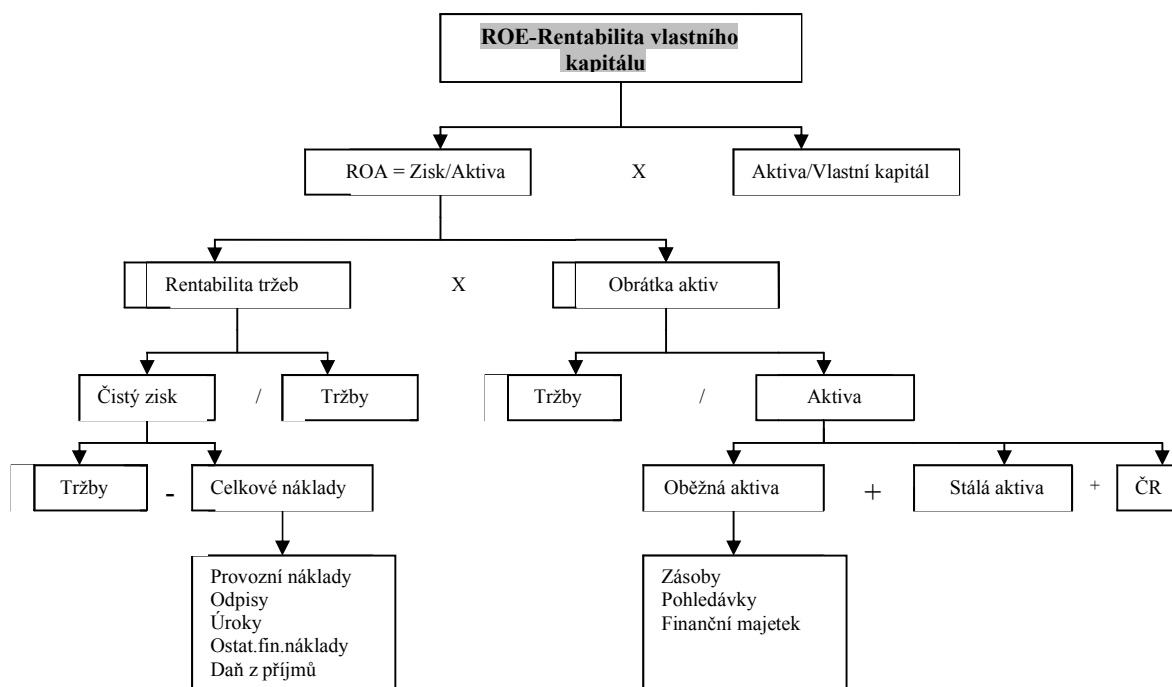 ROE-Rentabilita vlastního
kapitálu
ROA = Zisk/Aktiva
X
Aktiva/Vlastní kapitál
Rentabilita tržeb
X
Obrátka aktiv
Čistý zisk
/
Tržby
Tržby
/
Aktiva
Tržby
-
Celkové náklady
Oběžná aktiva
+
Stálá aktiva
+
ČR
Provozní náklady
Odpisy
Úroky
Ostat.fin.náklady
Daň z příjmů
Zásoby
Pohledávky
Finanční majetek